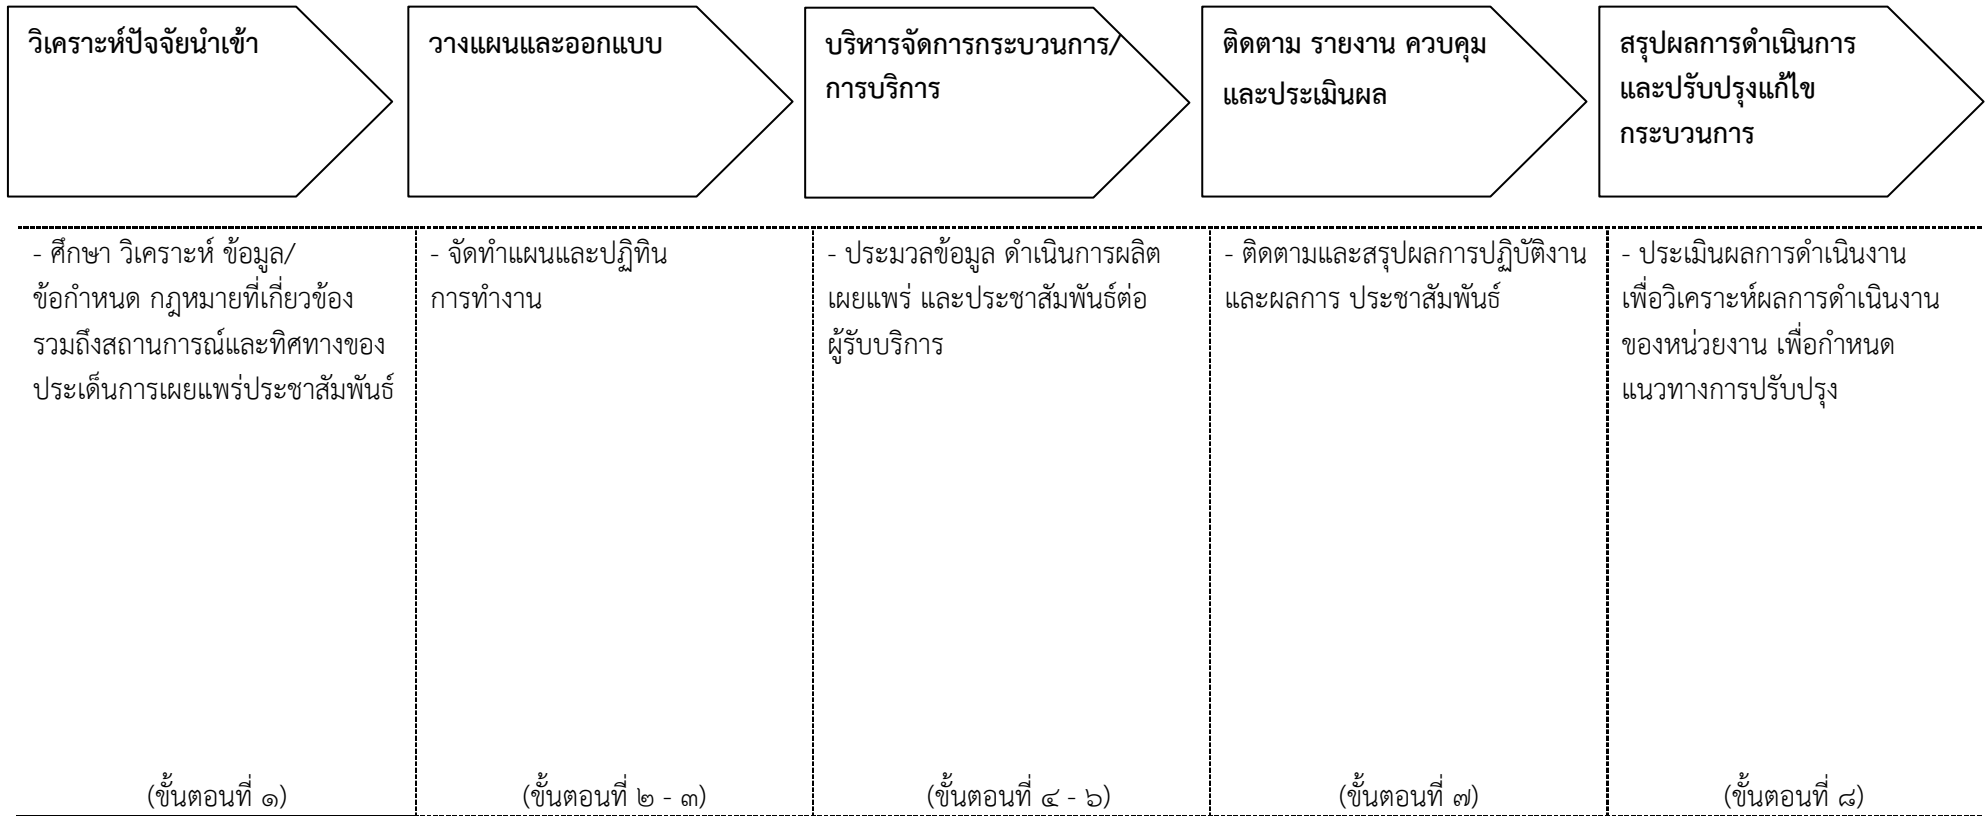 วิเคราะห์ปัจจัยนำเข้า
วางแผนและออกแบบ
บริหารจัดการกระบวนการ/
การบริการ
ติดตาม รายงาน ควบคุม
และประเมินผล
สรุปผลการดำเนินการ
และปรับปรุงแก้ไข
กระบวนการ
- ศึกษา วิเคราะห์ ข้อมูล/
ข้อกำหนด กฎหมายที่เกี่ยวข้อง
รวมถึงสถานการณ์และทิศทางของ
ประเด็นการเผยแพร่ประชาสัมพันธ์
(ขั้นตอนที่ ๑)
- จัดทำแผนและปฏิทิน
การทำงาน
(ขั้นตอนที่ ๒ - ๓)
- ประมวลข้อมูล ดำเนินการผลิต
เผยแพร่ และประชาสัมพันธ์ต่อ
ผู้รับบริการ
(ขั้นตอนที่ ๔ - ๖)
- ติดตามและสรุปผลการปฏิบัติงาน
และผลการ ประชาสัมพันธ์
(ขั้นตอนที่ ๗)
- ประเมินผลการดำเนินงาน
เพื่อวิเคราะห์ผลการดำเนินงาน
ของหน่วยงาน เพื่อกำหนด
แนวทางการปรับปรุง
(ขั้นตอนที่ ๘)